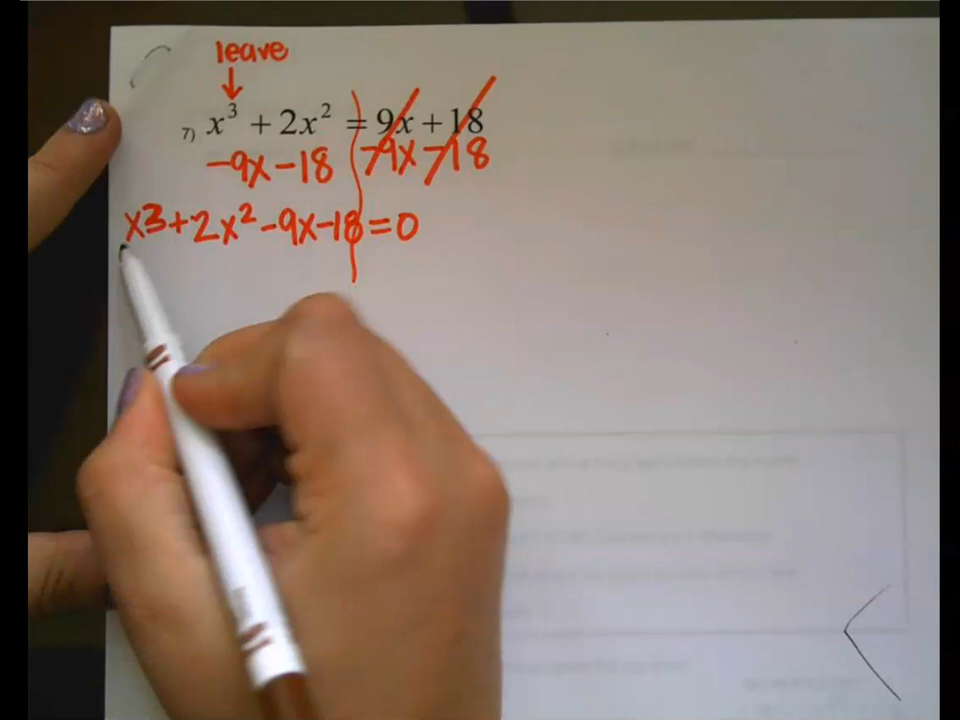 leave
7) x³ + 2x² = 9x + 18
-9x - 18 -9x - 18
x³ + 2x² - 9x - 18 = 0